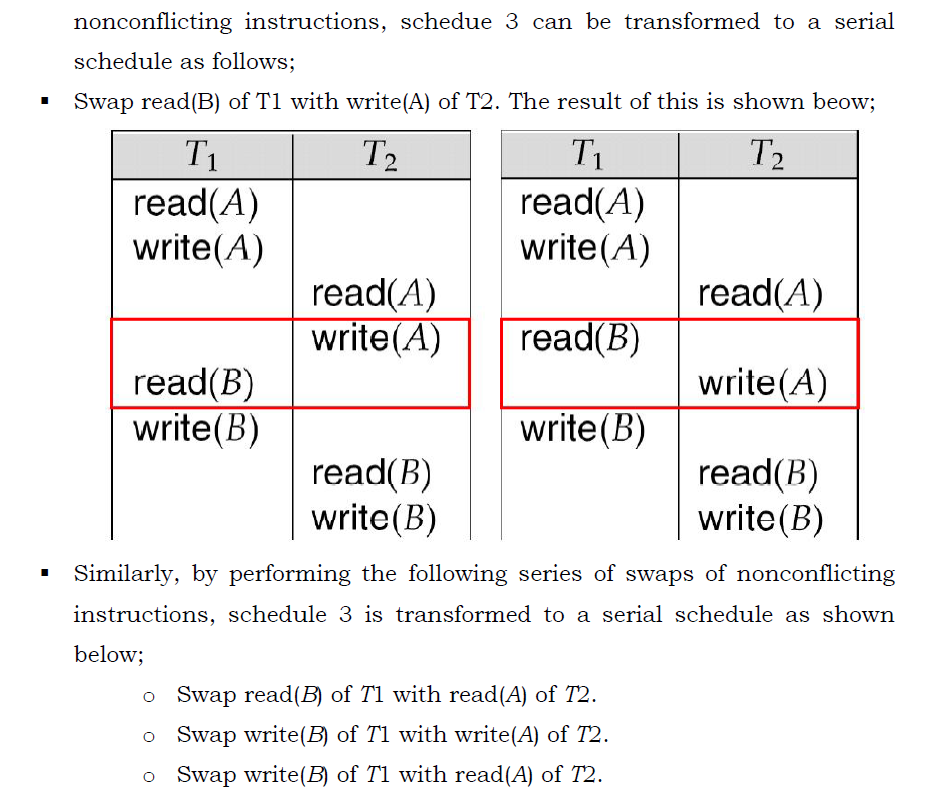 nonconflicting instructions, schedue 3 can be transformed to a serial
schedule as follows;
▪ Swap read(B) of T1 with write(A) of T2. The result of this is shown beow;
T1 T2 T1 T2
read(A) read(A)
write(A) write(A)
read(A) read(A)
write(A) read(B)
read(B) write(A)
write(B) write(B)
read(B) read(B)
write(B) write(B)
▪ Similarly, by performing the following series of swaps of nonconflicting
instructions, schedule 3 is transformed to a serial schedule as shown
below;
o Swap read(B) of T1 with read(A) of T2.
o Swap write(B) of T1 with write(A) of T2.
o Swap write(B) of T1 with read(A) of T2.